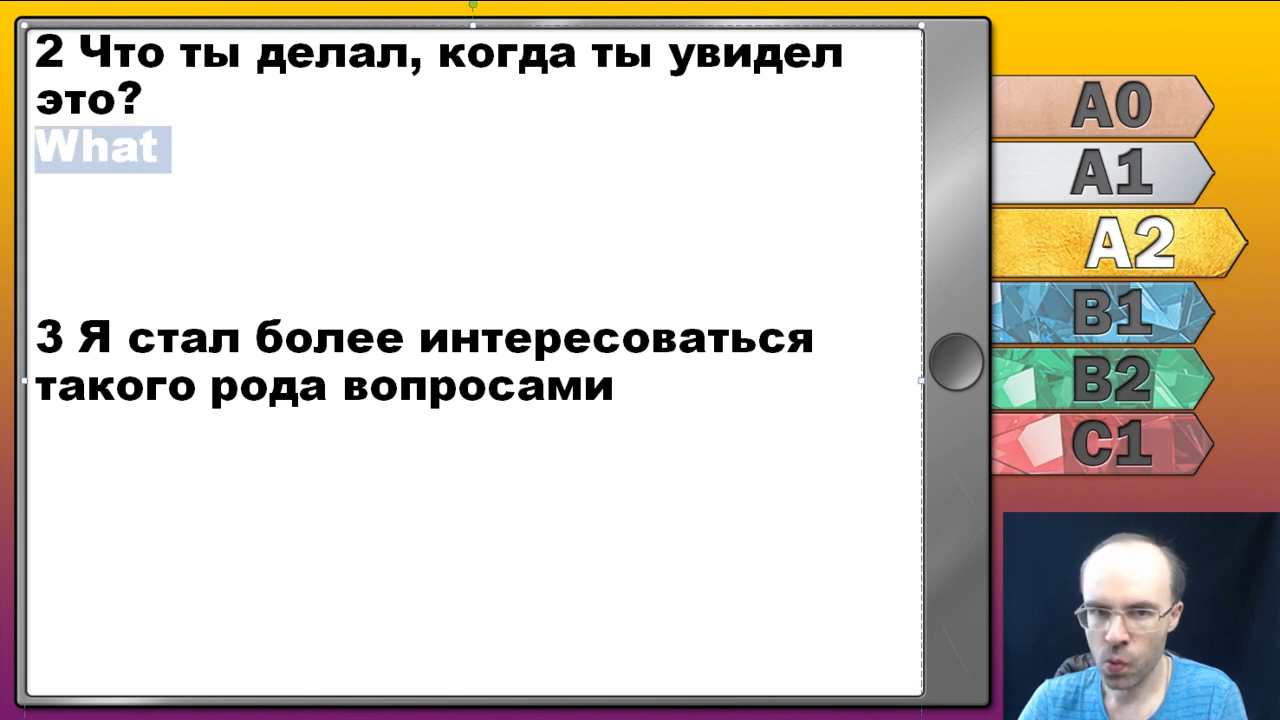 2 Что ты делал, когда ты увидел
это?
What
3 Я стал более интересоваться
такого рода вопросами
A0
A1
A2
B1
B2
C1